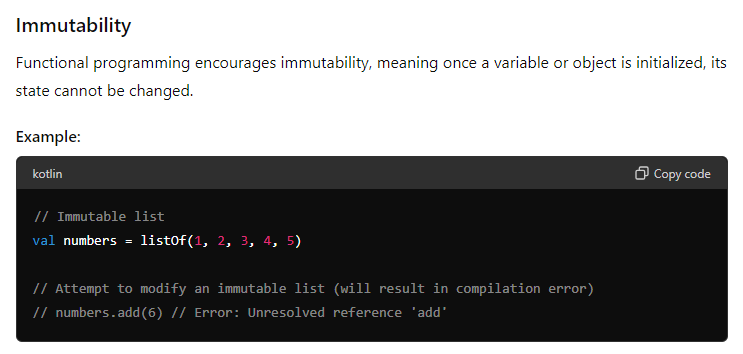 Immutability
Functional programming encourages immutability, meaning once a variable or object is initialized, its
state cannot be changed.
Example:
kotlin
Copy code
// Immutable list
val numbers = listOf(1, 2, 3, 4, 5)
// Attempt to modify an immutable list (will result in compilation error)
// numbers.add(6) // Error: Unresolved reference 'add'